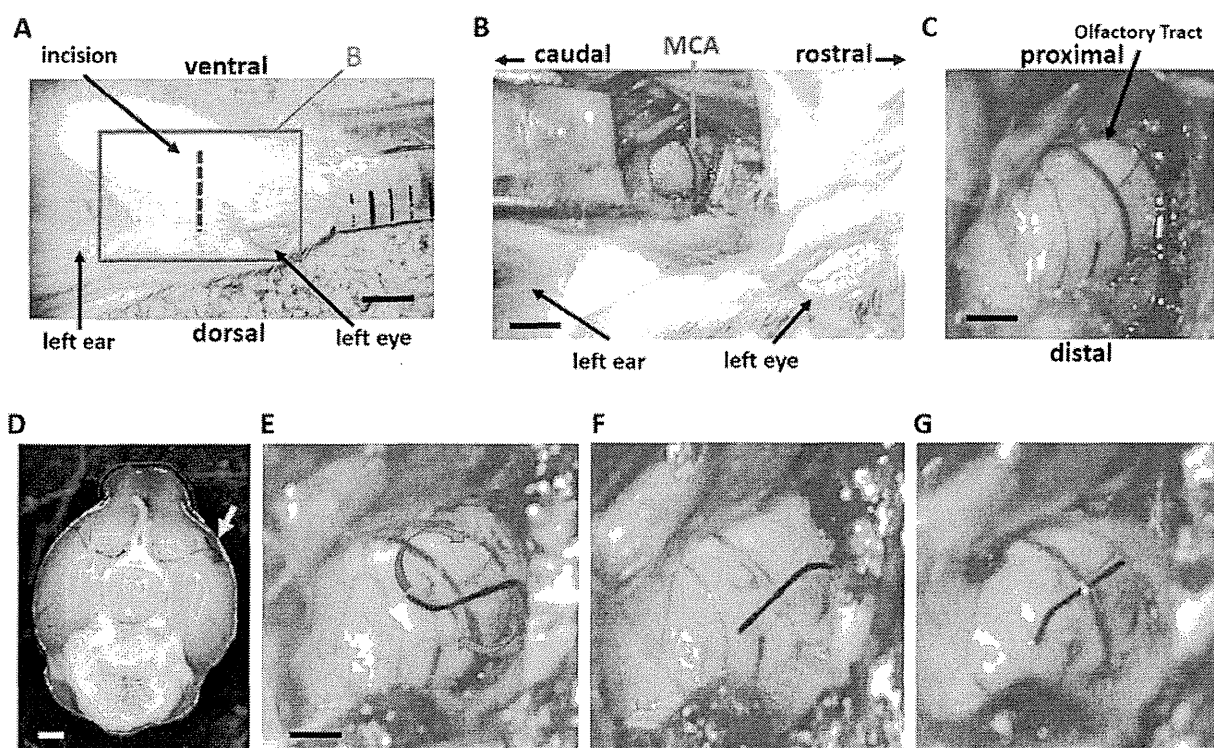 A
incision
ventral
B
left ear
dorsal
left eye
B
caudal
MCA
rostral
left ear
left eye
C
Olfactory Tract
proximal
distal
D
E
F
G